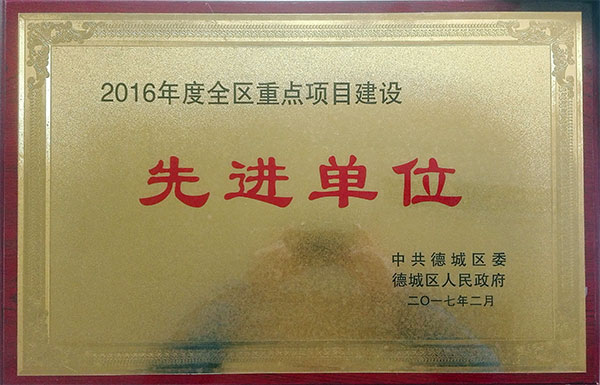 2016年度全区重点项目建设
先进单位
中共德城区委
德城区人民政府
二〇一七年二月